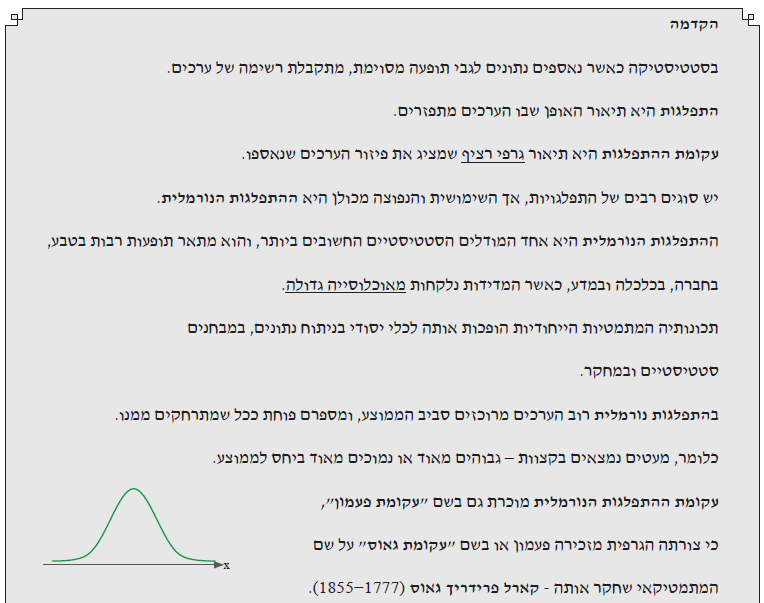 הקדמה
בסטטיסטיקה כאשר נאספים נתונים לגבי תופעה מסוימת, מתקבלת רשימה של ערכים.
התפלגות היא תיאור האופן שבו הערכים מתפזרים.
עקומת ההתפלגות היא תיאור גרפי רציף שמציג את פיזור הערכים שנאספו.
יש סוגים רבים של התפלגויות, אך השימושית והנפוצה מכולן היא ההתפלגות הנורמלית.
ההתפלגות הנורמלית היא אחד המודלים הסטטיסטיים החשובים ביותר, והוא מתאר תופעות רבות בטבע,
בחברה, בכלכלה ובמדע, כאשר המדידות נלקחות מאוכלוסייה גדולה.
תכונותיה המתמטיות הייחודיות הופכות אותה לכלי יסודי בניתוח נתונים, במבחנים
סטטיסטיים ובמחקר.
בהתפלגות נורמלית רוב הערכים מרוכזים סביב הממוצע, ומספרם פוחת ככל שמתרחקים ממנו.
כלומר, מעטים נמצאים בקצוות – גבוהים מאוד או נמוכים מאוד ביחס לממוצע.
עקומת ההתפלגות הנורמלית מוכרת גם בשם "עקומת פעמון",
כי צורתה הגרפית מזכירה פעמון או בשם "עקומת גאוס" על שם
המתמטיקאי שחקר אותה - קארל פרידריך גאוס (1777–1855).
x